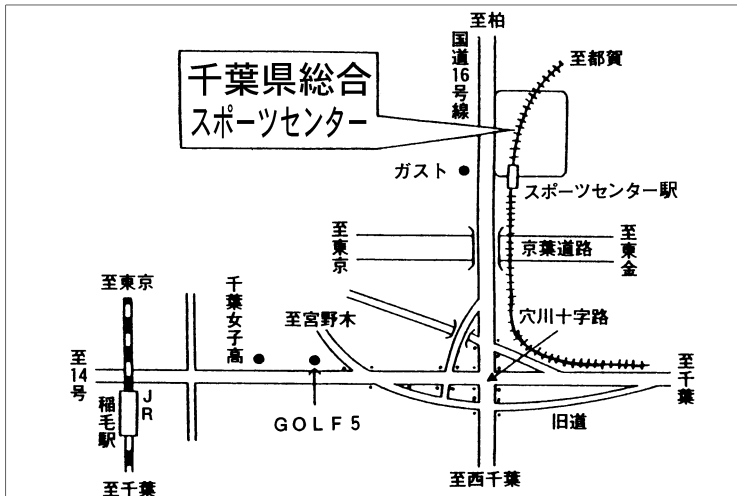 至柏
国道16号線
至都賀
千葉県総合
スポーツセンター
ガスト
スポーツセンター駅
至東京
京葉道路
至東金
至東京
千葉女子高
至宮野木
穴川十字路
至14号
至千葉
JR
稲毛駅
GOLF5
旧道
至千葉
至西千葉